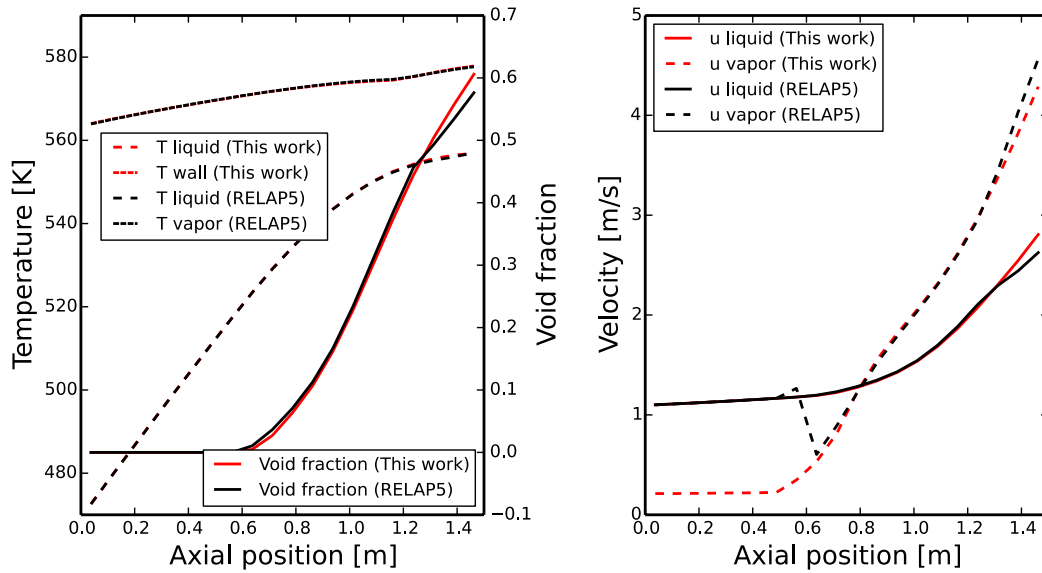 580
560
540
520
500
480
Temperature [K]
0.7
0.6
0.5
0.4
0.3
0.2
0.1
0.0
−0.1
Void fraction
T liquid (This work)
T wall (This work)
T liquid (RELAP5)
T vapor (RELAP5)
Void fraction (This work)
Void fraction (RELAP5)
0.0 0.2 0.4 0.6 0.8 1.0 1.2 1.4
Axial position [m]
5
4
3
2
1
0
Velocity [m/s]
u liquid (This work)
u vapor (This work)
u liquid (RELAP5)
u vapor (RELAP5)
0.0 0.2 0.4 0.6 0.8 1.0 1.2 1.4
Axial position [m]